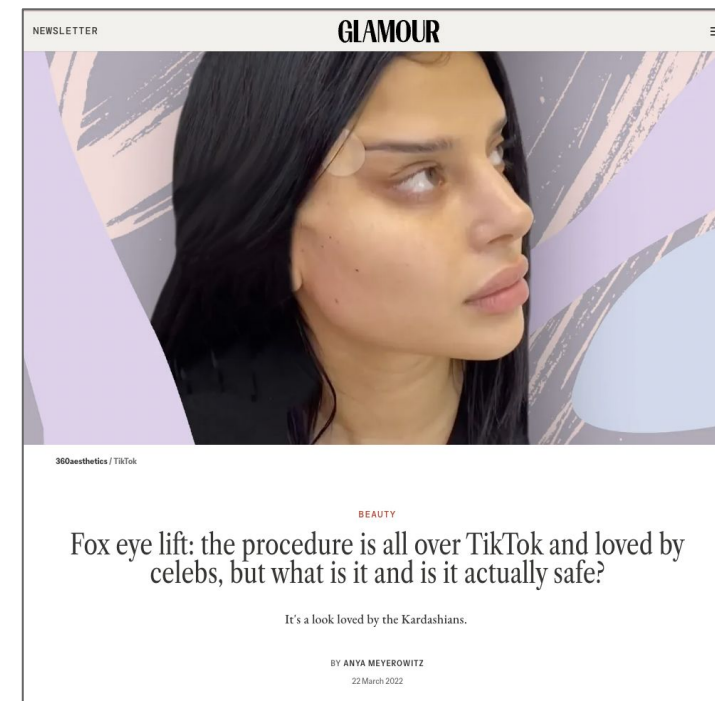 NEWSLETTER
GLAMOUR
360aesthetics / TikTok
BEAUTY
Fox eye lift: the procedure is all over TikTok and loved by
celebs, but what is it and is it actually safe?
It's a look loved by the Kardashians.
BY ANYA MEYEROWITZ
22 March 2022